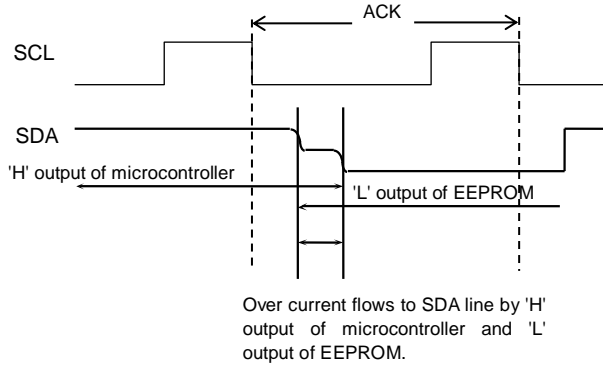 ACK
SCL
SDA
'H' output of microcontroller
'L' output of EEPROM
Over current flows to SDA line by 'H'
output of microcontroller and 'L'
output of EEPROM.